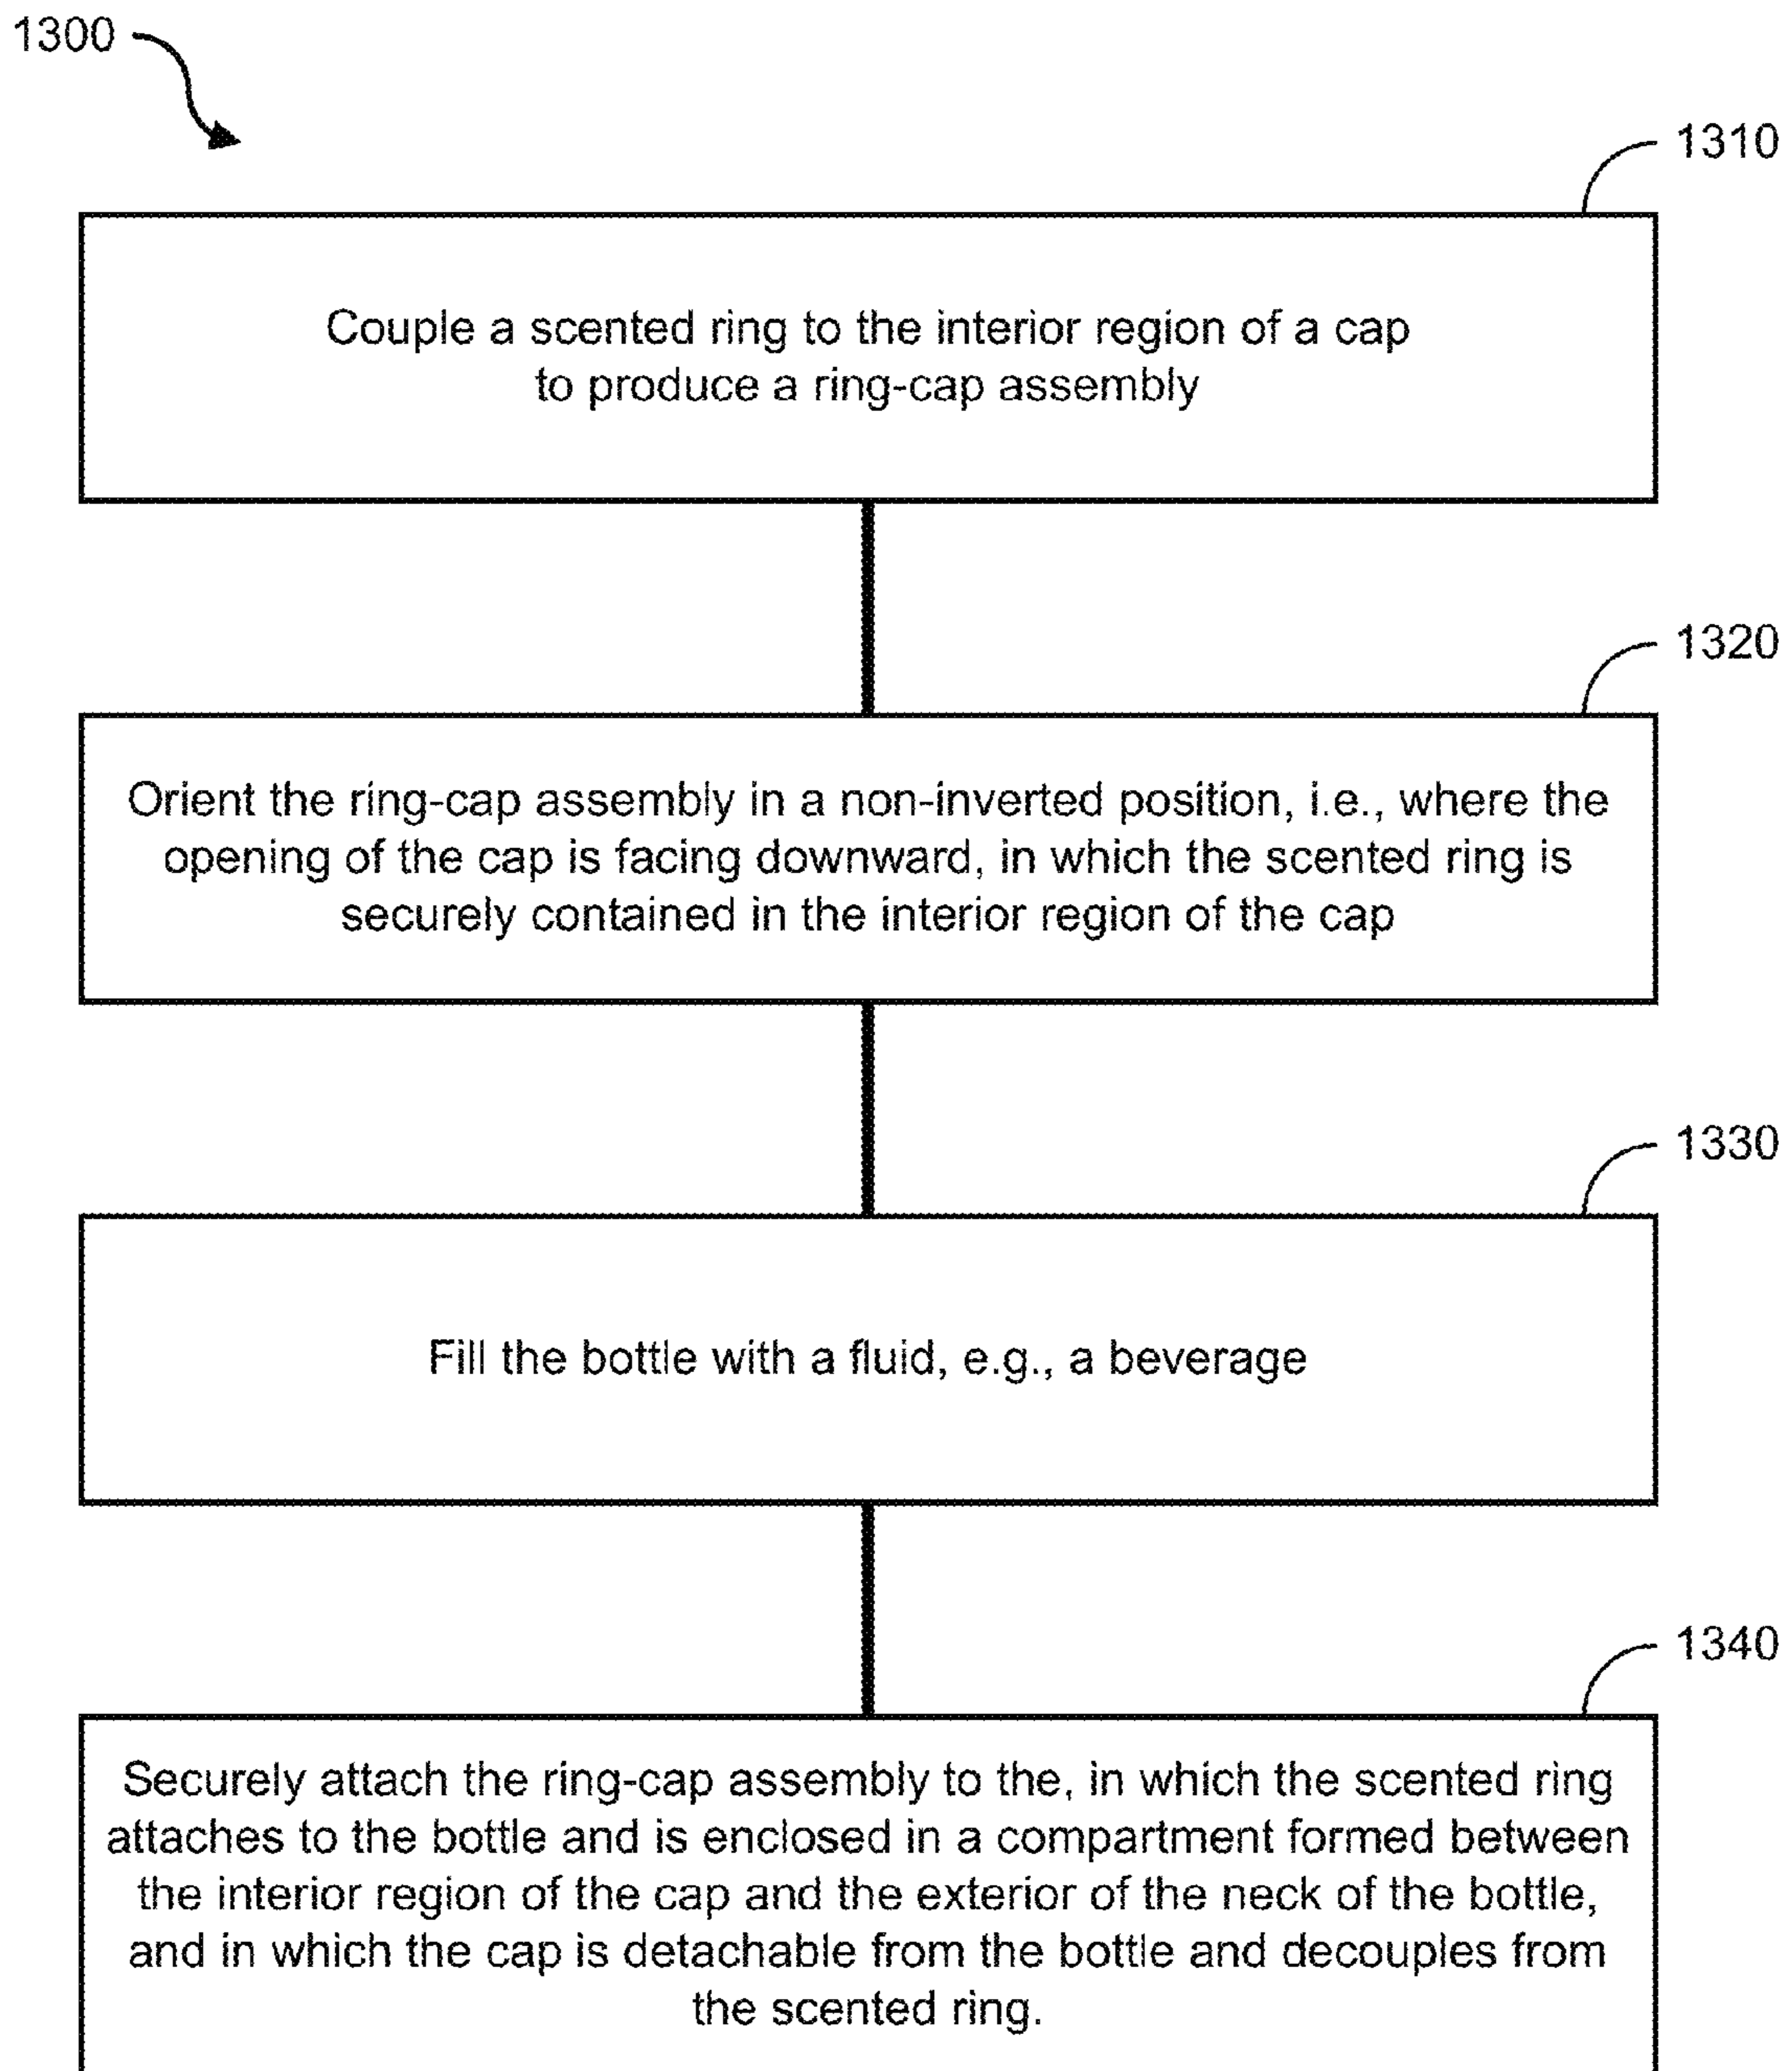 1300
1310
Couple a scented ring to the interior region of a cap
to produce a ring-cap assembly
1320
Orient the ring-cap assembly in a non-inverted position, i.e., where the
opening of the cap is facing downward, in which the scented ring is
securely contained in the interior region of the cap
1330
Fill the bottle with a fluid, e.g., a beverage
1340
Securely attach the ring-cap assembly to the, in which the scented ring
attaches to the bottle and is enclosed in a compartment formed between
the interior region of the cap and the exterior of the neck of the bottle,
and in which the cap is detachable from the bottle and decouples from
the scented ring.